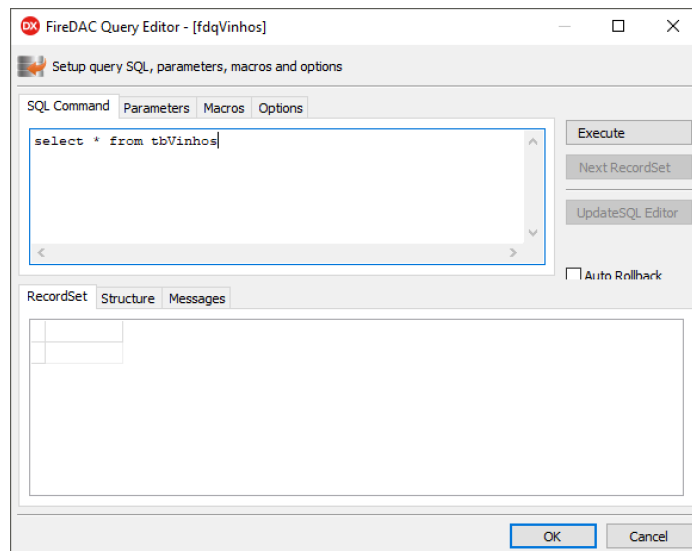 DX FireDAC Query Editor - [fdqVinhos]
Setup query SQL, parameters, macros and options
SQL Command Parameters Macros Options
select * from tbVinhos
Execute
Next RecordSet
UpdateSQL Editor
Auto Rollback
RecordSet Structure Messages
OK Cancel